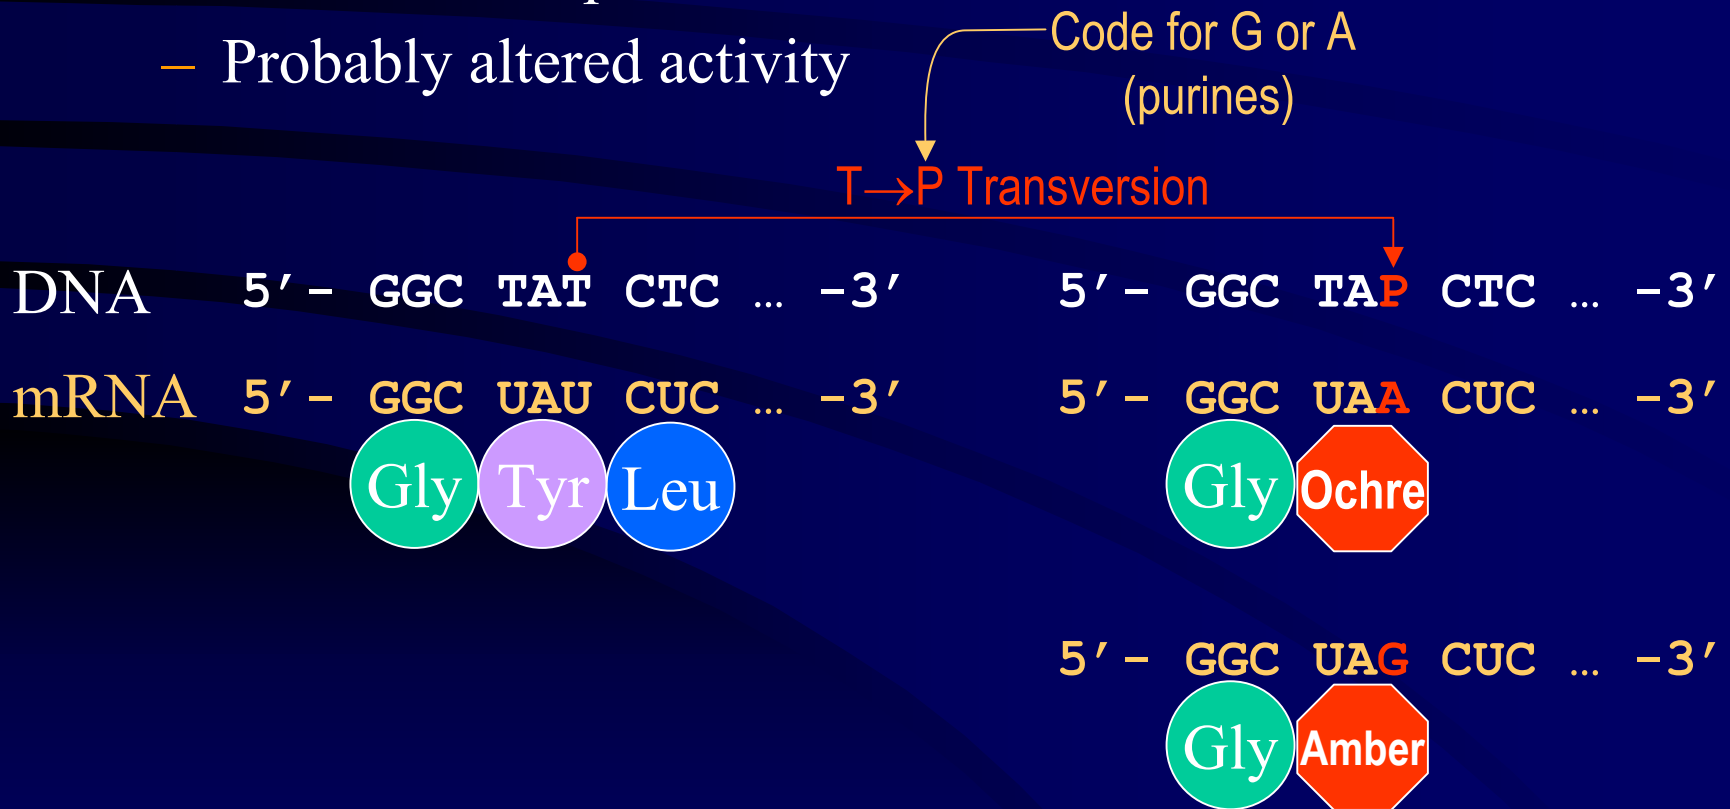 – Probably altered activity
Code for G or A
(purines)
T→P Transversion
DNA 5′- GGC TAT CTC … -3′ 5′- GGC TAP CTC … -3′
mRNA 5′- GGC UAU CUC … -3′ 5′- GGC UAA CUC … -3′
Gly Tyr Leu Gly Ochre
5′- GGC UAG CUC … -3′
Gly Amber